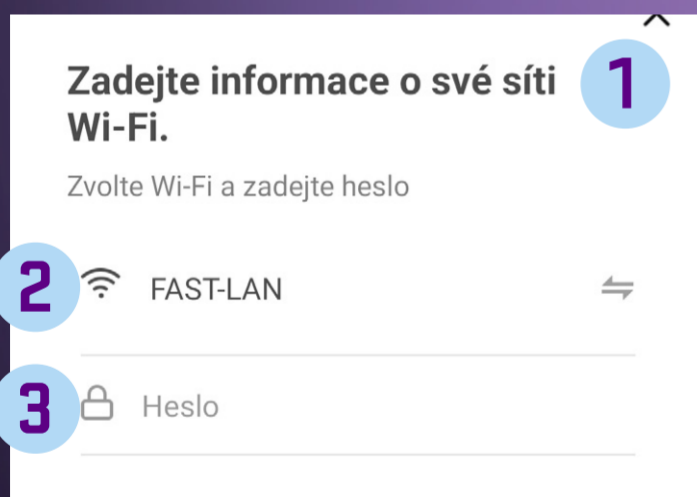 Zadejte informace o své síti
Wi-Fi.
1
Zvolte Wi-Fi a zadejte heslo
2
FAST-LAN
3
Heslo